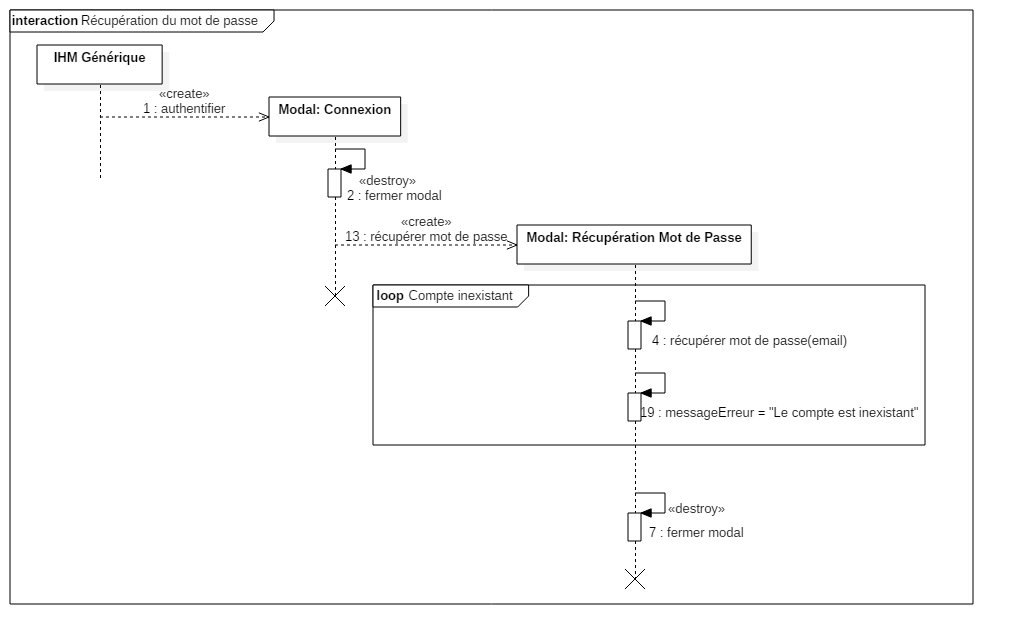 interaction Récupération du mot de passe
IHM Générique
«create»
1 : authentifier
Modal: Connexion
«destroy»
2 : fermer modal
«create»
13 : récupérer mot de passe
Modal: Récupération Mot de Passe
loop Compte inexistant
4 : récupérer mot de passe(email)
19 : messageErreur = "Le compte est inexistant"
«destroy»
7 : fermer modal